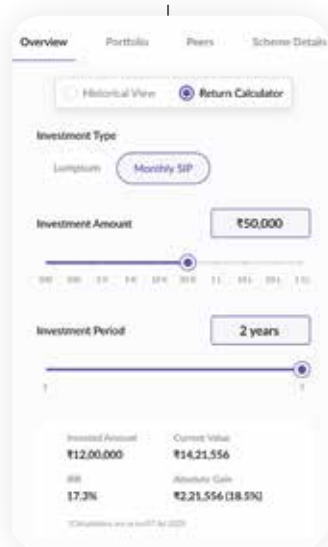 Overview Portfolio Peers Scheme Details
Historical View Return Calculator
Investment Type
Lumpsum Monthly SIP
Investment Amount ₹50,000
Investment Period 2 years
Invested Amount Current Value
₹12,00,000 ₹14,21,556
IRR Absolute Gain
17.3% ₹2,21,556 (18.5%)